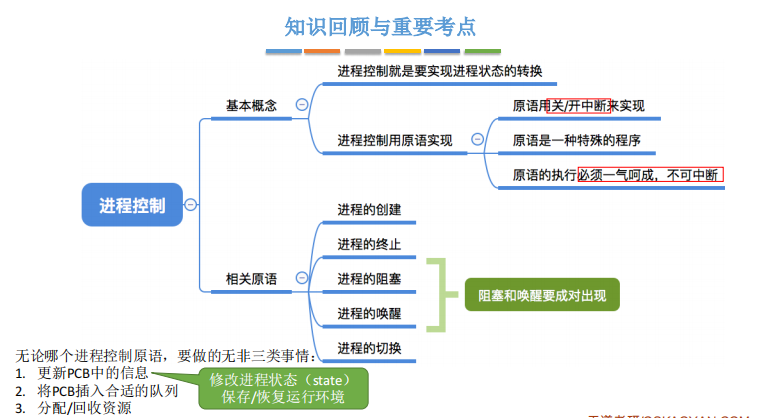 知识回顾与重要考点
进程控制就是要实现进程状态的转换
基本概念
原语用关/开中断来实现
进程控制用原语实现
原语是一种特殊的程序
原语的执行必须一气呵成，不可中断
进程控制
进程的创建
进程的终止
相关原语
进程的阻塞
阻塞和唤醒要成对出现
进程的唤醒
进程的切换
无论哪个进程控制原语，要做的无非三类事情：
1. 更新PCB中的信息
2. 将PCB插入合适的队列
3. 分配/回收资源
修改进程状态（state）
保存/恢复运行环境